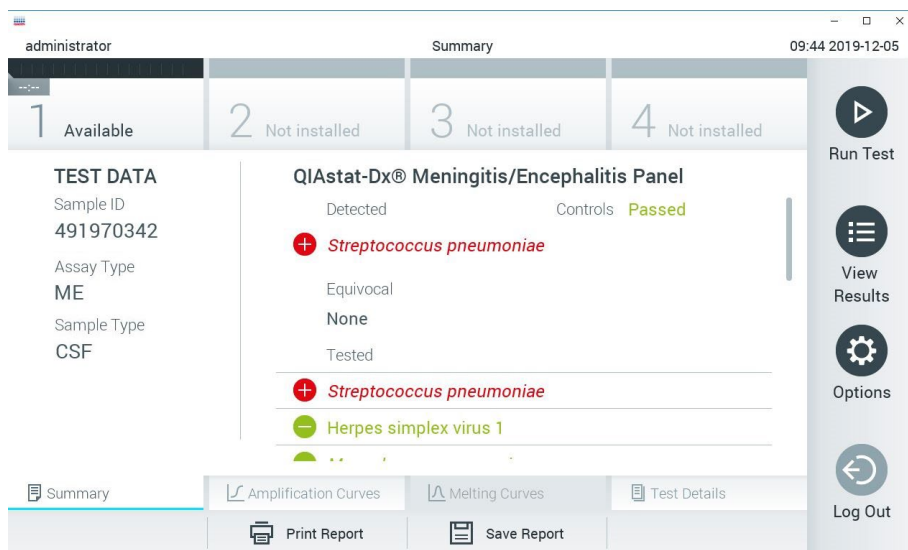 administrator Summary 09:44 2019-12-05
--:--
1 Available 2 Not installed 3 Not installed 4 Not installed
Run Test
TEST DATA
Sample ID
491970342
Assay Type
ME
Sample Type
CSF
QIAstat-Dx® Meningitis/Encephalitis Panel
Detected Controls Passed
Streptococcus pneumoniae
Equivocal
None
Tested
Streptococcus pneumoniae
Herpes simplex virus 1
View
Results
Options
Log Out
Summary Amplification Curves Melting Curves Test Details
Print Report Save Report